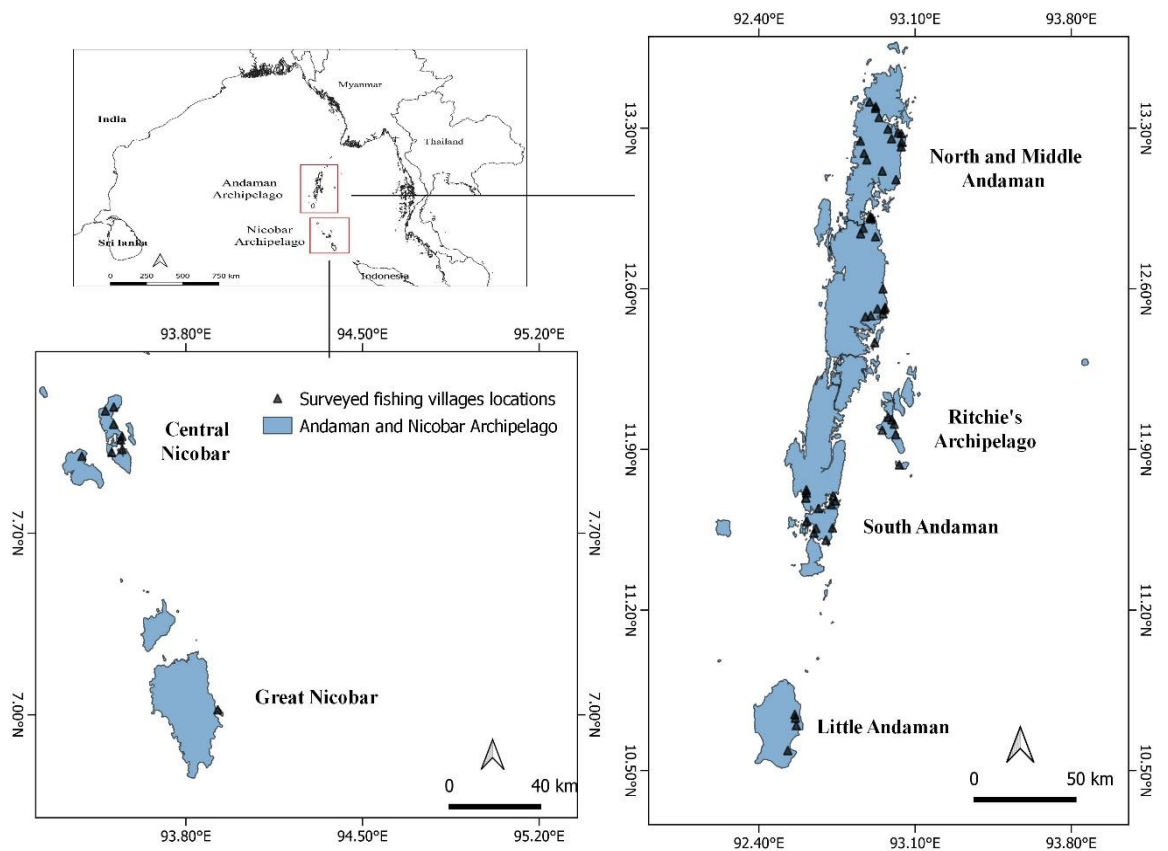 India
Myanmar
Thailand
Andaman
Archipelago
Nicobar
Archipelago
Sri lanka
Indonesia
0 250 500 750 km
93.80°E 94.50°E 95.20°E
Surveyed fishing villages locations
Andaman and Nicobar Archipelago
Central
Nicobar
7.70°N 7.70°N
Great Nicobar
7.00°N 7.00°N
0 40 km
93.80°E 94.50°E 95.20°E
92.40°E 93.10°E 93.80°E
13.30°N 13.30°N
North and Middle
Andaman
12.60°N 12.60°N
Ritchie's
Archipelago
11.90°N 11.90°N
South Andaman
11.20°N 11.20°N
Little Andaman
10.50°N 10.50°N
0 50 km
92.40°E 93.10°E 93.80°E